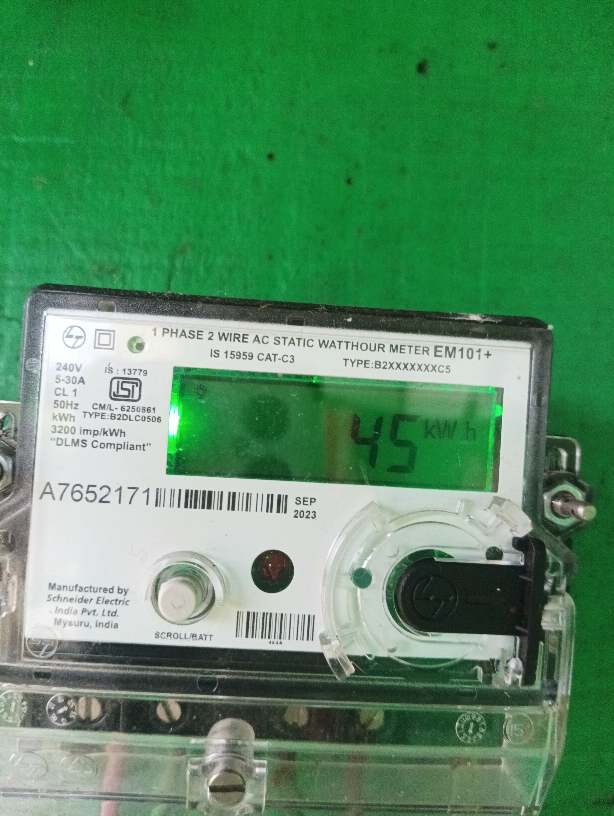 1 PHASE 2 WIRE AC STATIC WATTHOUR METER EM101+
IS 15959 CAT-C3 TYPE:B2XXXXXXXC5
240V IS : 13779
5-30A
CL 1
50Hz CM/L- 6250861
kWh TYPE:B2DLC0506
3200 imp/kWh
"DLMS Compliant"
45 kWh
A7652171
SEP
2023
Manufactured by
Schneider Electric
India Pvt. Ltd.
Mysuru, India
SCROLL/BATT